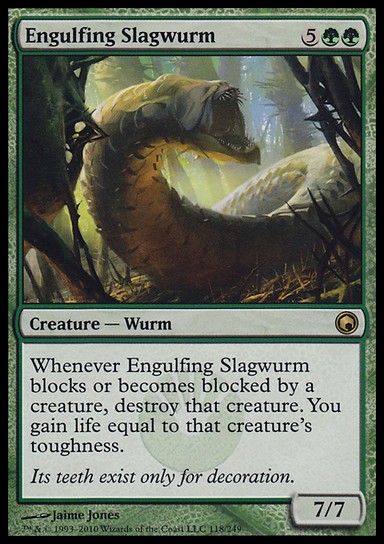 Engulfing Slagwurm 5
Creature — Wurm
Whenever Engulfing Slagwurm
blocks or becomes blocked by a
creature, destroy that creature. You
gain life equal to that creature's
toughness.
Its teeth exist only for decoration.
7/7
Jaime Jones
™ & © 1993-2010 Wizards of the Coast LLC 118/249